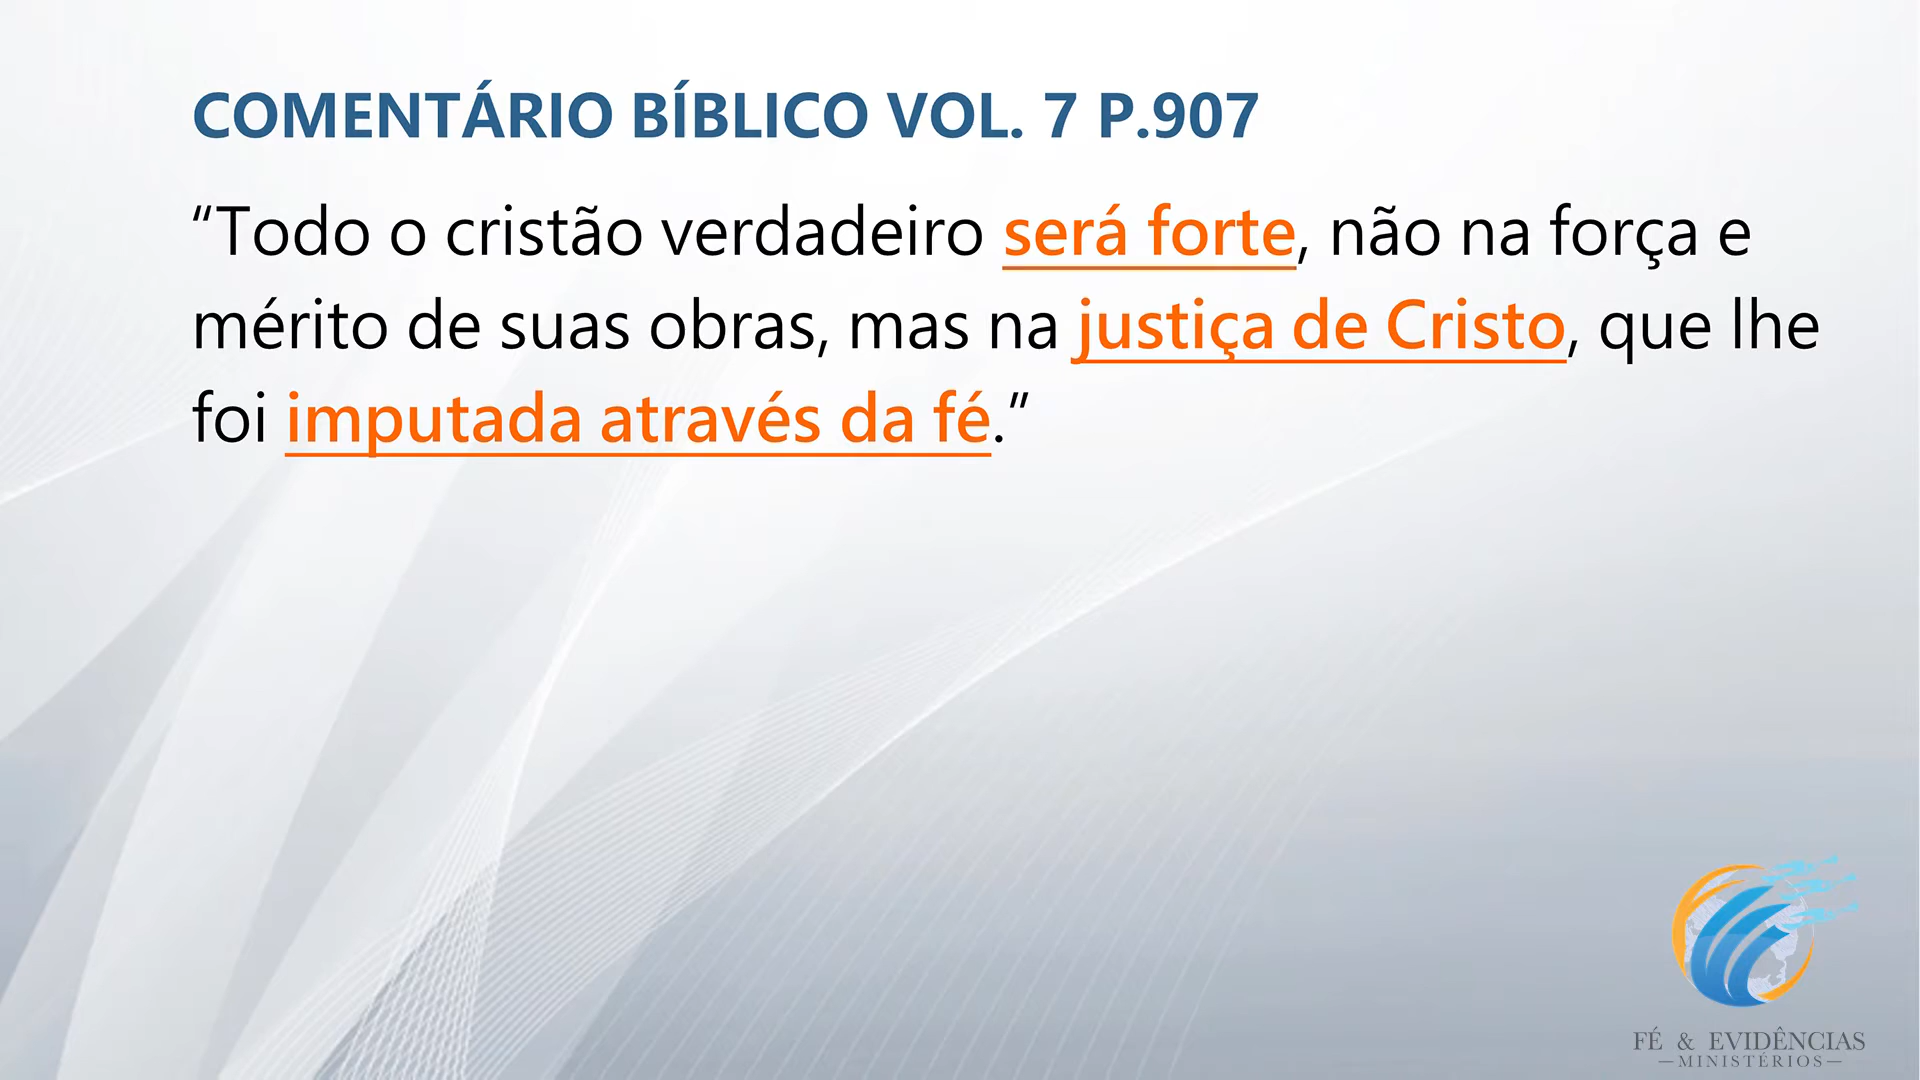 COMENTÁRIO BÍBLICO VOL. 7 P.907
“Todo o cristão verdadeiro será forte, não na força e
mérito de suas obras, mas na justiça de Cristo, que lhe
foi imputada através da fé.”
FÉ & EVIDÊNCIAS
—MINISTÉRIOS—